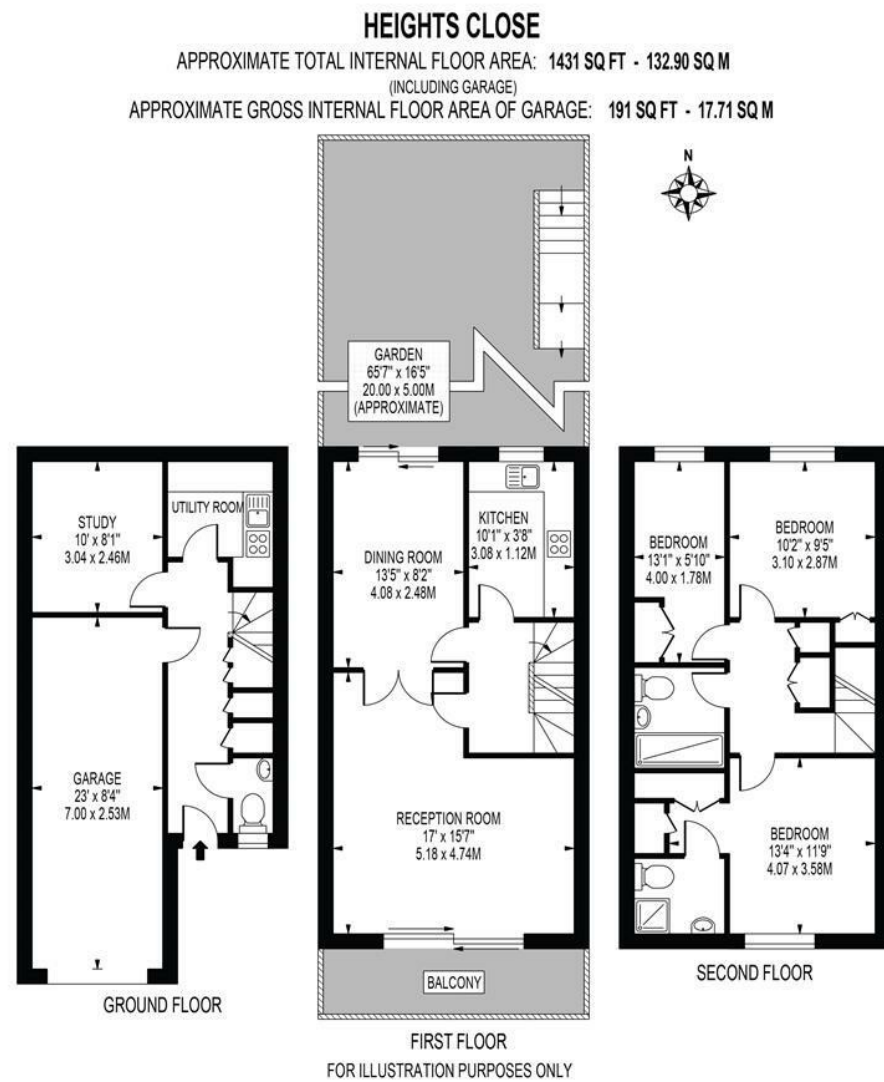 HEIGHTS CLOSE
APPROXIMATE TOTAL INTERNAL FLOOR AREA: 1431 SQ FT - 132.90 SQ M
(INCLUDING GARAGE)
APPROXIMATE GROSS INTERNAL FLOOR AREA OF GARAGE: 191 SQ FT - 17.71 SQ M
N
GARDEN
65'7" x 16'5"
20.00 x 5.00M
(APPROXIMATE)
STUDY
10' x 8'1"
3.04 x 2.46M
UTILITY ROOM
GARAGE
23' x 8'4"
7.00 x 2.53M
GROUND FLOOR
DINING ROOM
13'5" x 8'2"
4.08 x 2.48M
KITCHEN
10'1" x 3'8"
3.08 x 1.12M
RECEPTION ROOM
17' x 15'7"
5.18 x 4.74M
BALCONY
FIRST FLOOR
BEDROOM
13'1" x 5'10"
4.00 x 1.78M
BEDROOM
10'2" x 9'5"
3.10 x 2.87M
BEDROOM
13'4" x 11'9"
4.07 x 3.58M
SECOND FLOOR
FOR ILLUSTRATION PURPOSES ONLY